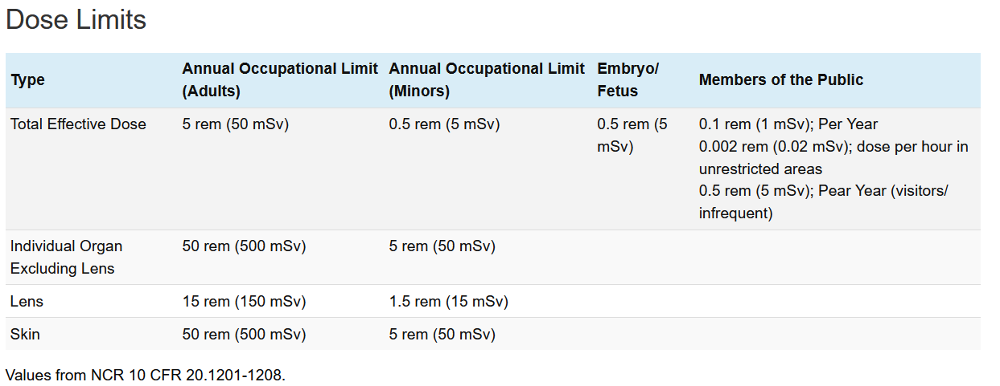 Dose Limits
Type
Annual Occupational Limit
(Adults)
Annual Occupational Limit
(Minors)
Embryo/
Fetus
Members of the Public
Total Effective Dose
5 rem (50 mSv)
0.5 rem (5 mSv)
0.5 rem (5
mSv)
0.1 rem (1 mSv); Per Year
0.002 rem (0.02 mSv); dose per hour in
unrestricted areas
0.5 rem (5 mSv); Pear Year (visitors/
infrequent)
Individual Organ
Excluding Lens
50 rem (500 mSv)
5 rem (50 mSv)
Lens
15 rem (150 mSv)
1.5 rem (15 mSv)
Skin
50 rem (500 mSv)
5 rem (50 mSv)
Values from NCR 10 CFR 20.1201-1208.